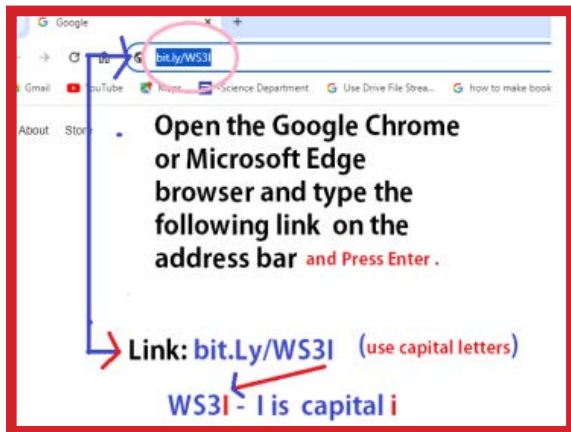 G Google × +
bit.ly/WS3I
Gmail YouTube Maps -Science Department G Use Drive File Strea... G how to make book
About Store
Open the Google Chrome
or Microsoft Edge
browser and type the
following link on the
address bar and Press Enter .
Link: bit.Ly/WS3I (use capital letters)
WS3I - I is capital i